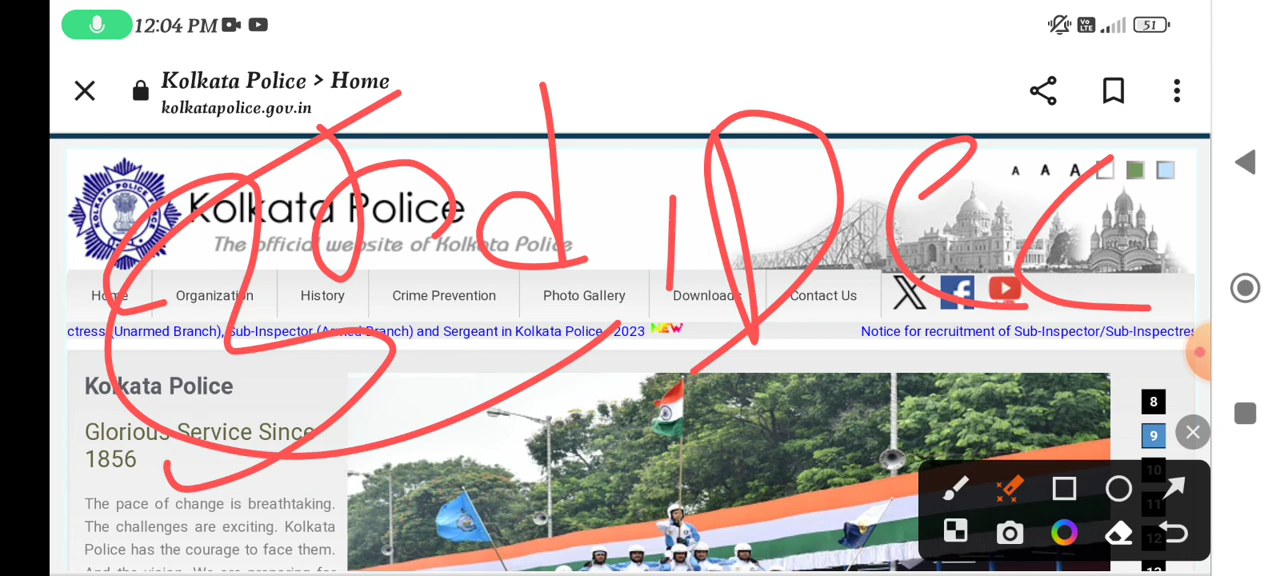 12:04 PM
Vo LTE 51
Kolkata Police > Home
kolkatapolice.gov.in
A A A
Kolkata Police
The official website of Kolkata Police
Home Organization History Crime Prevention Photo Gallery Downloads Contact Us
ctress (Unarmed Branch), Sub-Inspector (Armed Branch) and Sergeant in Kolkata Police - 2023 NEW Notice for recruitment of Sub-Inspector/Sub-Inspectres
Kolkata Police
8
Glorious Service Since
9
1856
10
The pace of change is breathtaking.
11
The challenges are exciting. Kolkata
12
Police has the courage to face them.